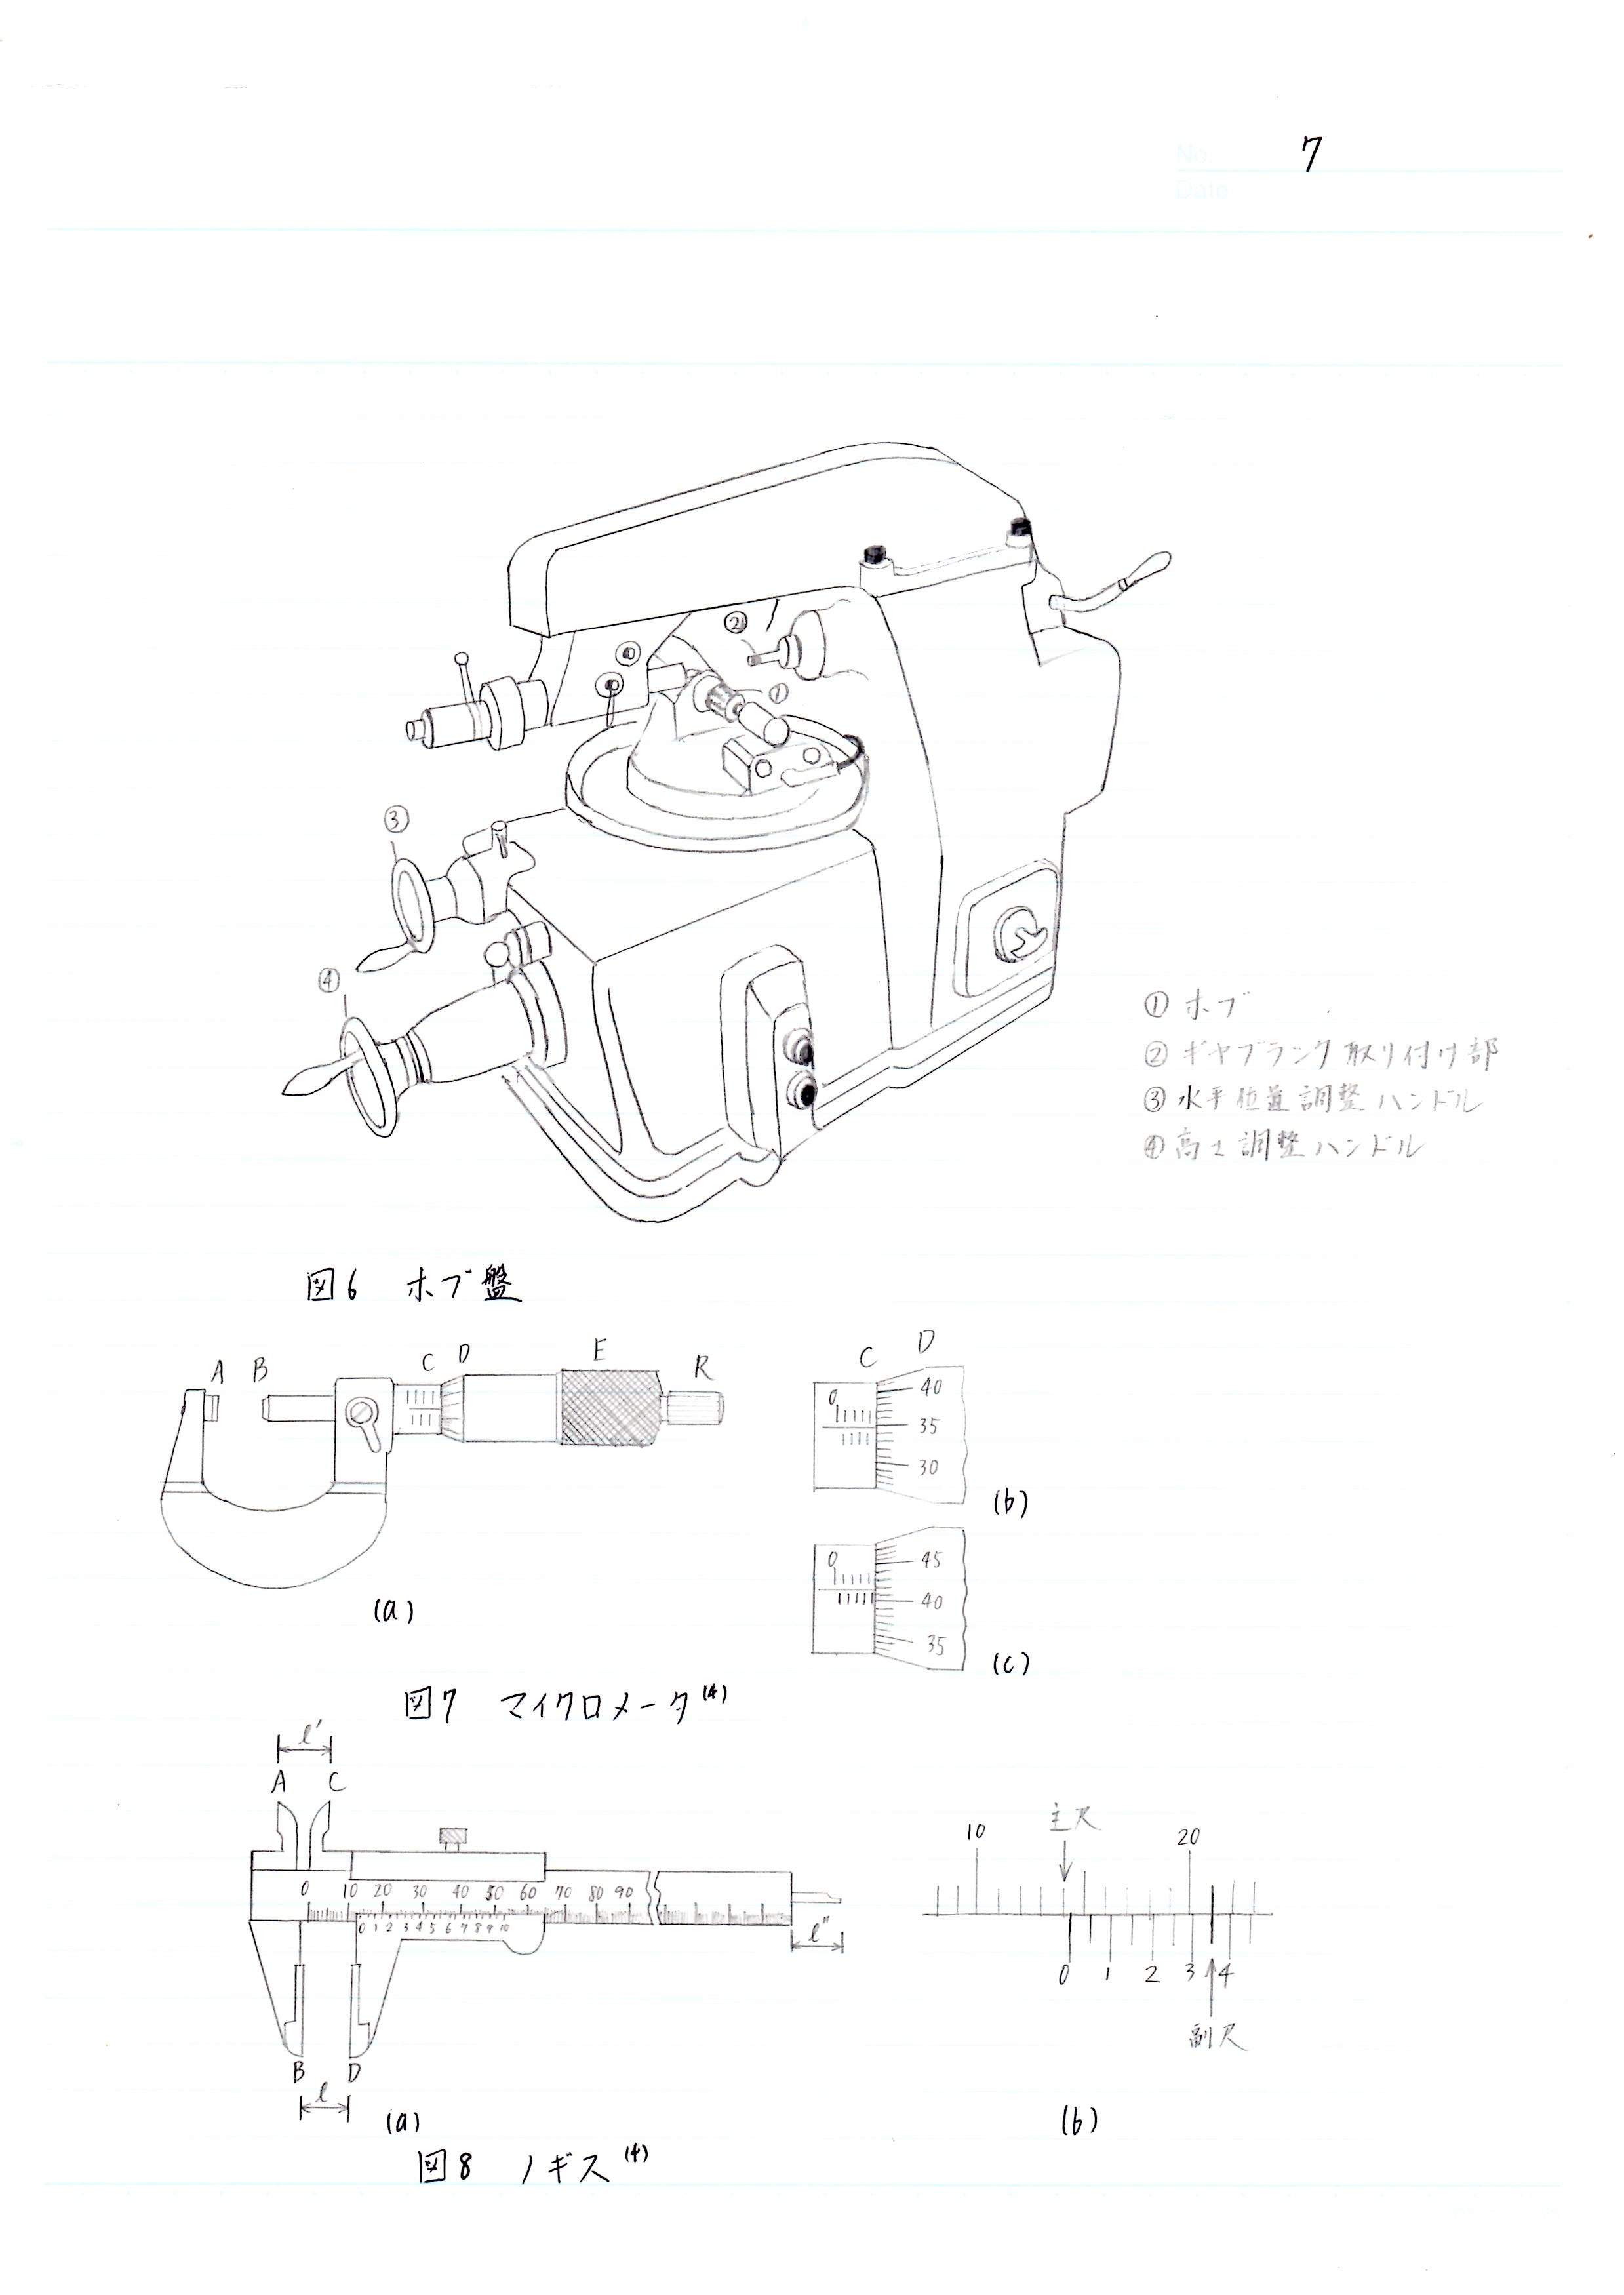 No.
7
Date
②
①
③
④
① ホブ
② ギヤブランク取り付け部
③ 水平位置調整ハンドル
④ 高さ調整ハンドル
図6 ホブ盤
A B C D E R
(a)
C D
0
40
35
30
(b)
0
45
40
35
(c)
図7 マイクロメータ(4)
l'
A C
0 10 20 30 40 50 60 70 80 90
0 1 2 3 4 5 6 7 8 9 10
l"
B D
l
(a)
主尺
10 20
0 1 2 3 4
副尺
(b)
図8 ノギス(4)